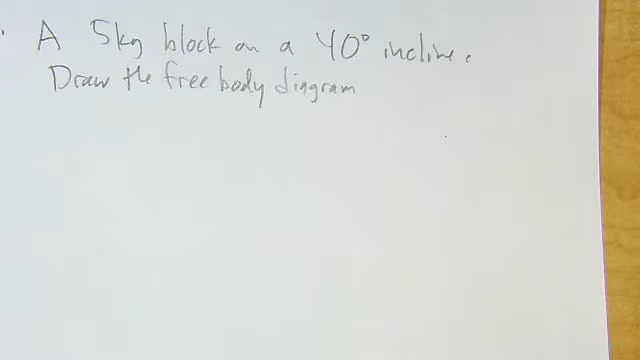 A 5kg block on a 40° incline.
Draw the free body diagram